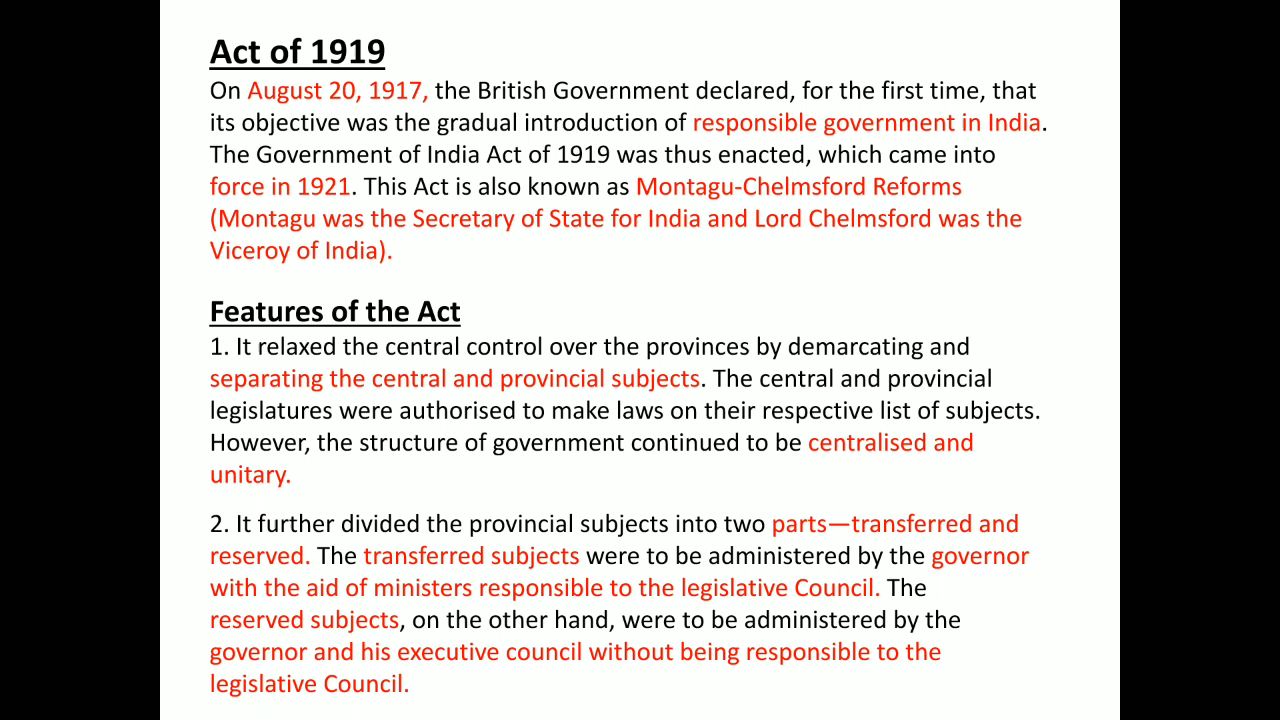 Act of 1919
On August 20, 1917, the British Government declared, for the first time, that
its objective was the gradual introduction of responsible government in India.
The Government of India Act of 1919 was thus enacted, which came into
force in 1921. This Act is also known as Montagu-Chelmsford Reforms
(Montagu was the Secretary of State for India and Lord Chelmsford was the
Viceroy of India).
Features of the Act
1. It relaxed the central control over the provinces by demarcating and
separating the central and provincial subjects. The central and provincial
legislatures were authorised to make laws on their respective list of subjects.
However, the structure of government continued to be centralised and
unitary.
2. It further divided the provincial subjects into two parts—transferred and
reserved. The transferred subjects were to be administered by the governor
with the aid of ministers responsible to the legislative Council. The
reserved subjects, on the other hand, were to be administered by the
governor and his executive council without being responsible to the
legislative Council.